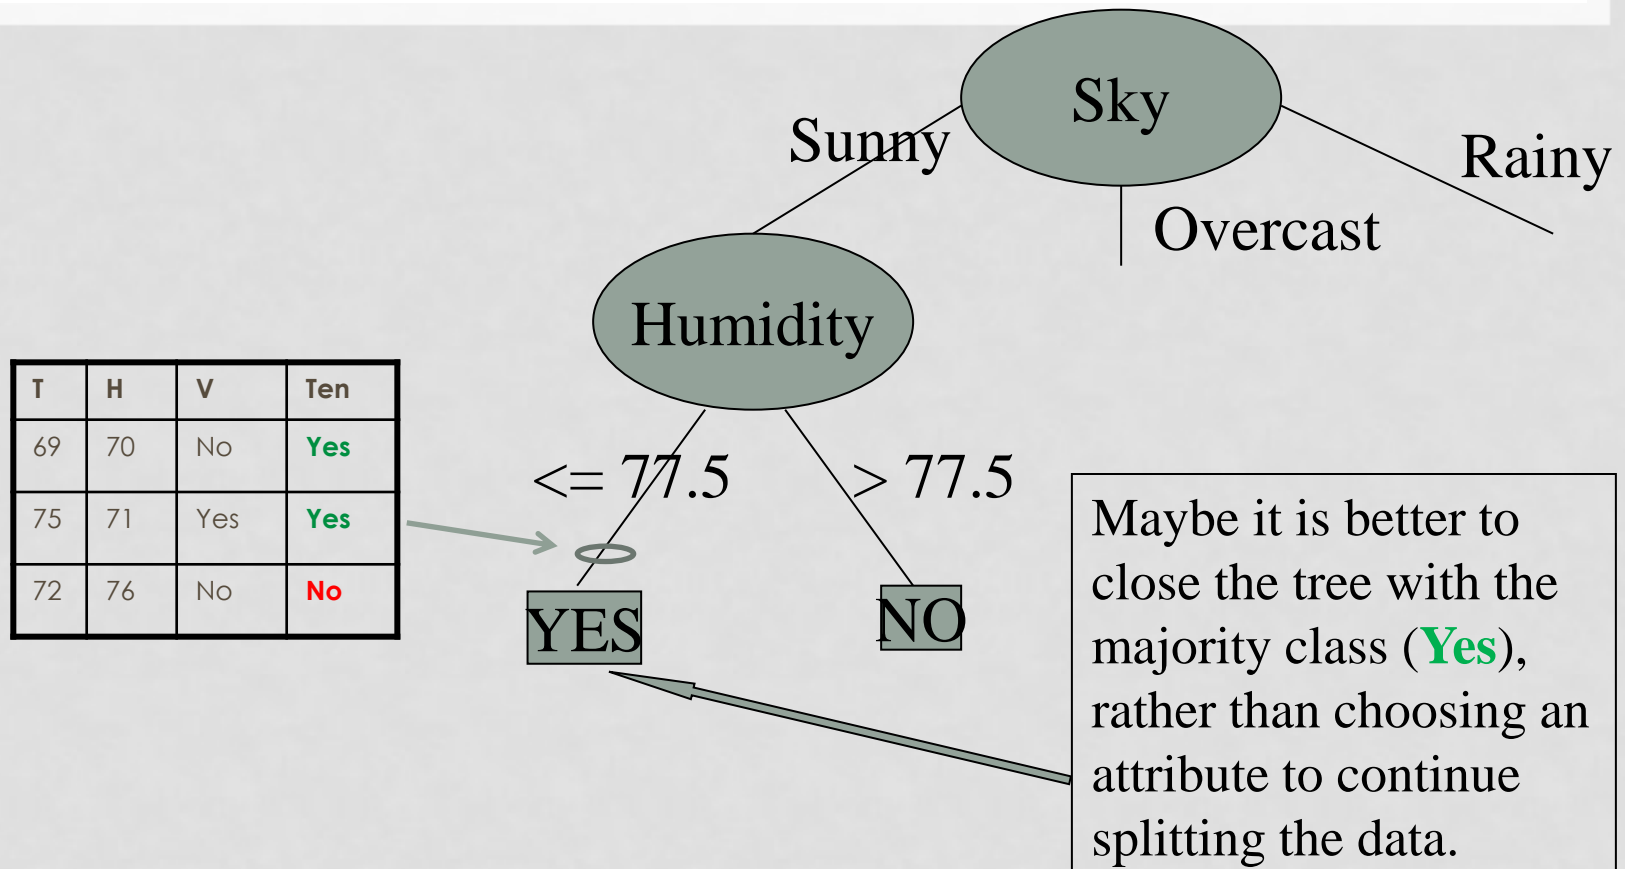 Sky
Sunny
Rainy
Overcast
Humidity
T H V Ten
69 70 No Yes
75 71 Yes Yes
72 76 No No
<= 77.5
> 77.5
YES
NO
Maybe it is better to
close the tree with the
majority class (Yes),
rather than choosing an
attribute to continue
splitting the data.